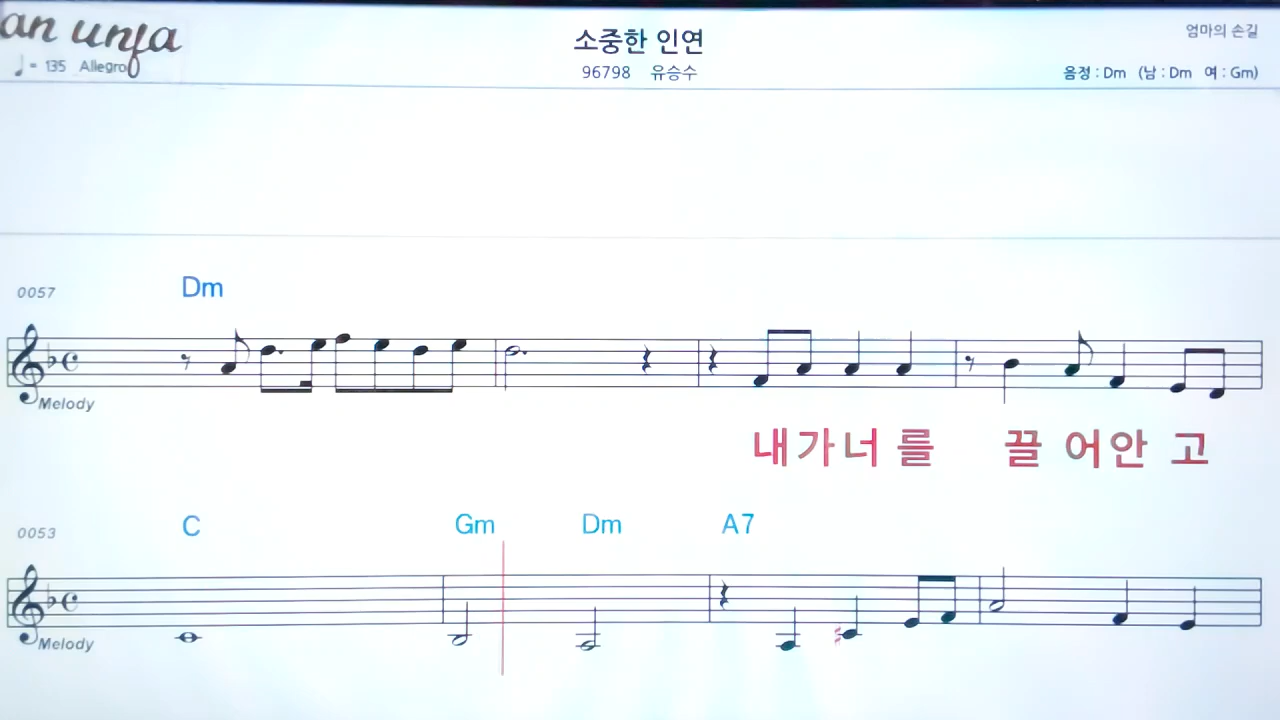 an unfa
♩= 135 Allegro
소중한 인연
96798 유승수
엄마의 손길
음정 : Dm (남 : Dm 여 : Gm)
0057
Dm
Melody
내가너 를 끌 어안 고
0053
C Gm Dm A7
Melody